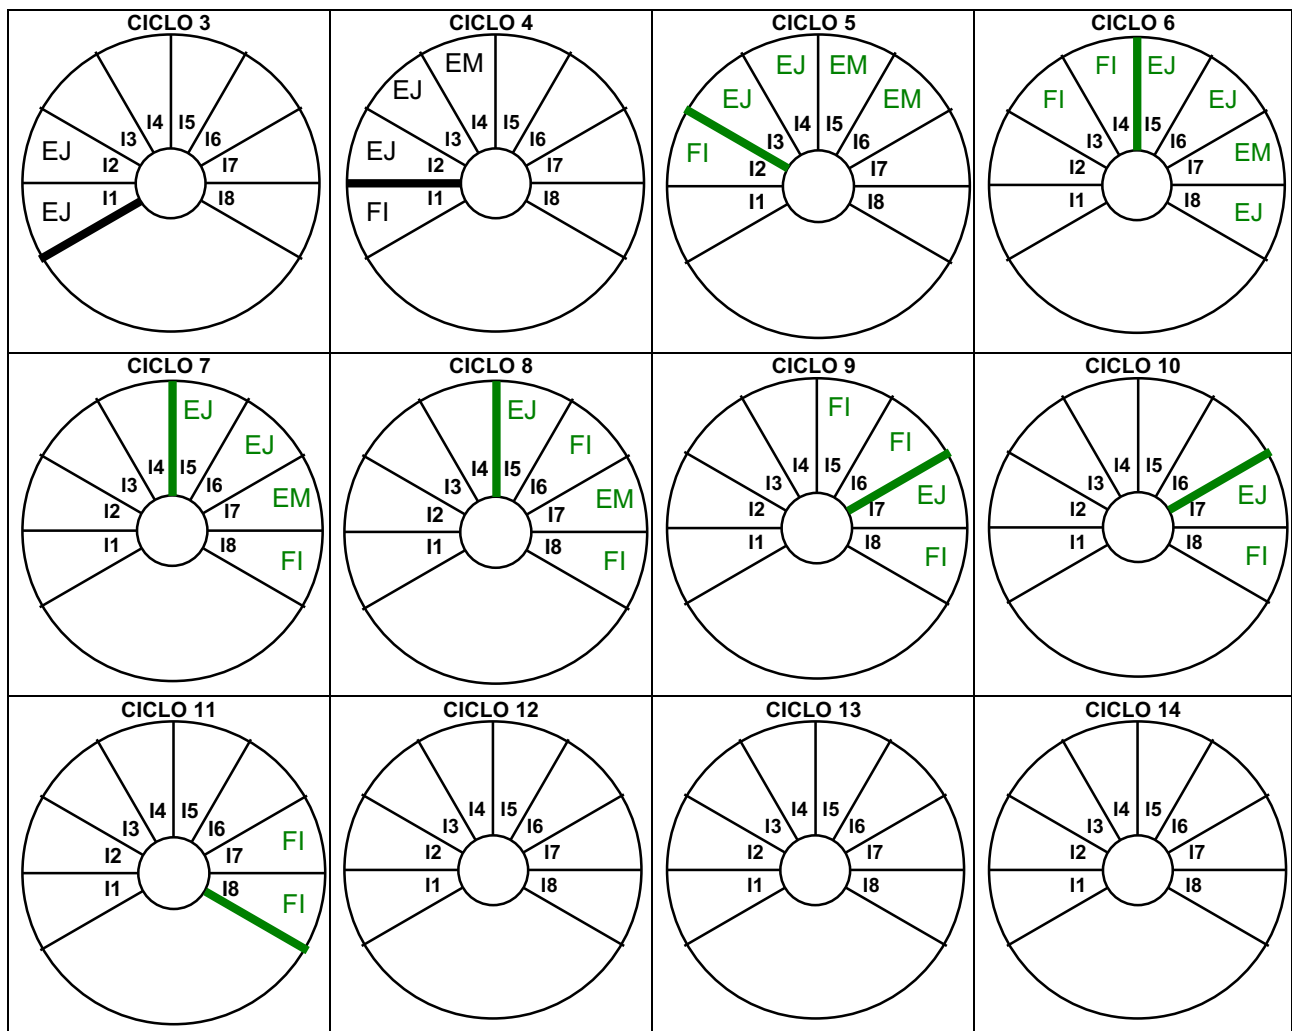 CICLO 3
EJ
EJ
I1
I2
I3
I4
I5
I6
I7
I8
CICLO 4
EM
EJ
EJ
FI
I1
I2
I3
I4
I5
I6
I7
I8
CICLO 5
EJ
EM
EJ
EM
FI
I1
I2
I3
I4
I5
I6
I7
I8
CICLO 6
FI
EJ
FI
EJ
EM
EJ
I1
I2
I3
I4
I5
I6
I7
I8
CICLO 7
EJ
EJ
EM
FI
I1
I2
I3
I4
I5
I6
I7
I8
CICLO 8
EJ
FI
EM
FI
I1
I2
I3
I4
I5
I6
I7
I8
CICLO 9
FI
FI
EJ
FI
I1
I2
I3
I4
I5
I6
I7
I8
CICLO 10
EJ
FI
I1
I2
I3
I4
I5
I6
I7
I8
CICLO 11
FI
FI
I1
I2
I3
I4
I5
I6
I7
I8
CICLO 12
I1
I2
I3
I4
I5
I6
I7
I8
CICLO 13
I1
I2
I3
I4
I5
I6
I7
I8
CICLO 14
I1
I2
I3
I4
I5
I6
I7
I8